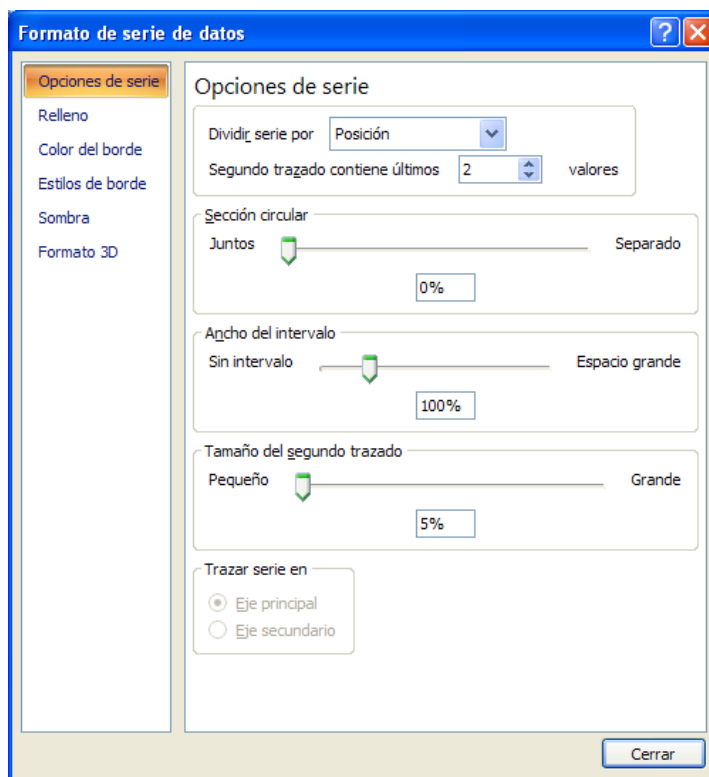 Formato de serie de datos
Opciones de serie
Relleno
Color del borde
Estilos de borde
Sombra
Formato 3D
Opciones de serie
Dividir serie por Posición
Segundo trazado contiene últimos 2 valores
Sección circular
Juntos Separado
0%
Ancho del intervalo
Sin intervalo Espacio grande
100%
Tamaño del segundo trazado
Pequeño Grande
5%
Trazar serie en
Eje principal
Eje secundario
Cerrar